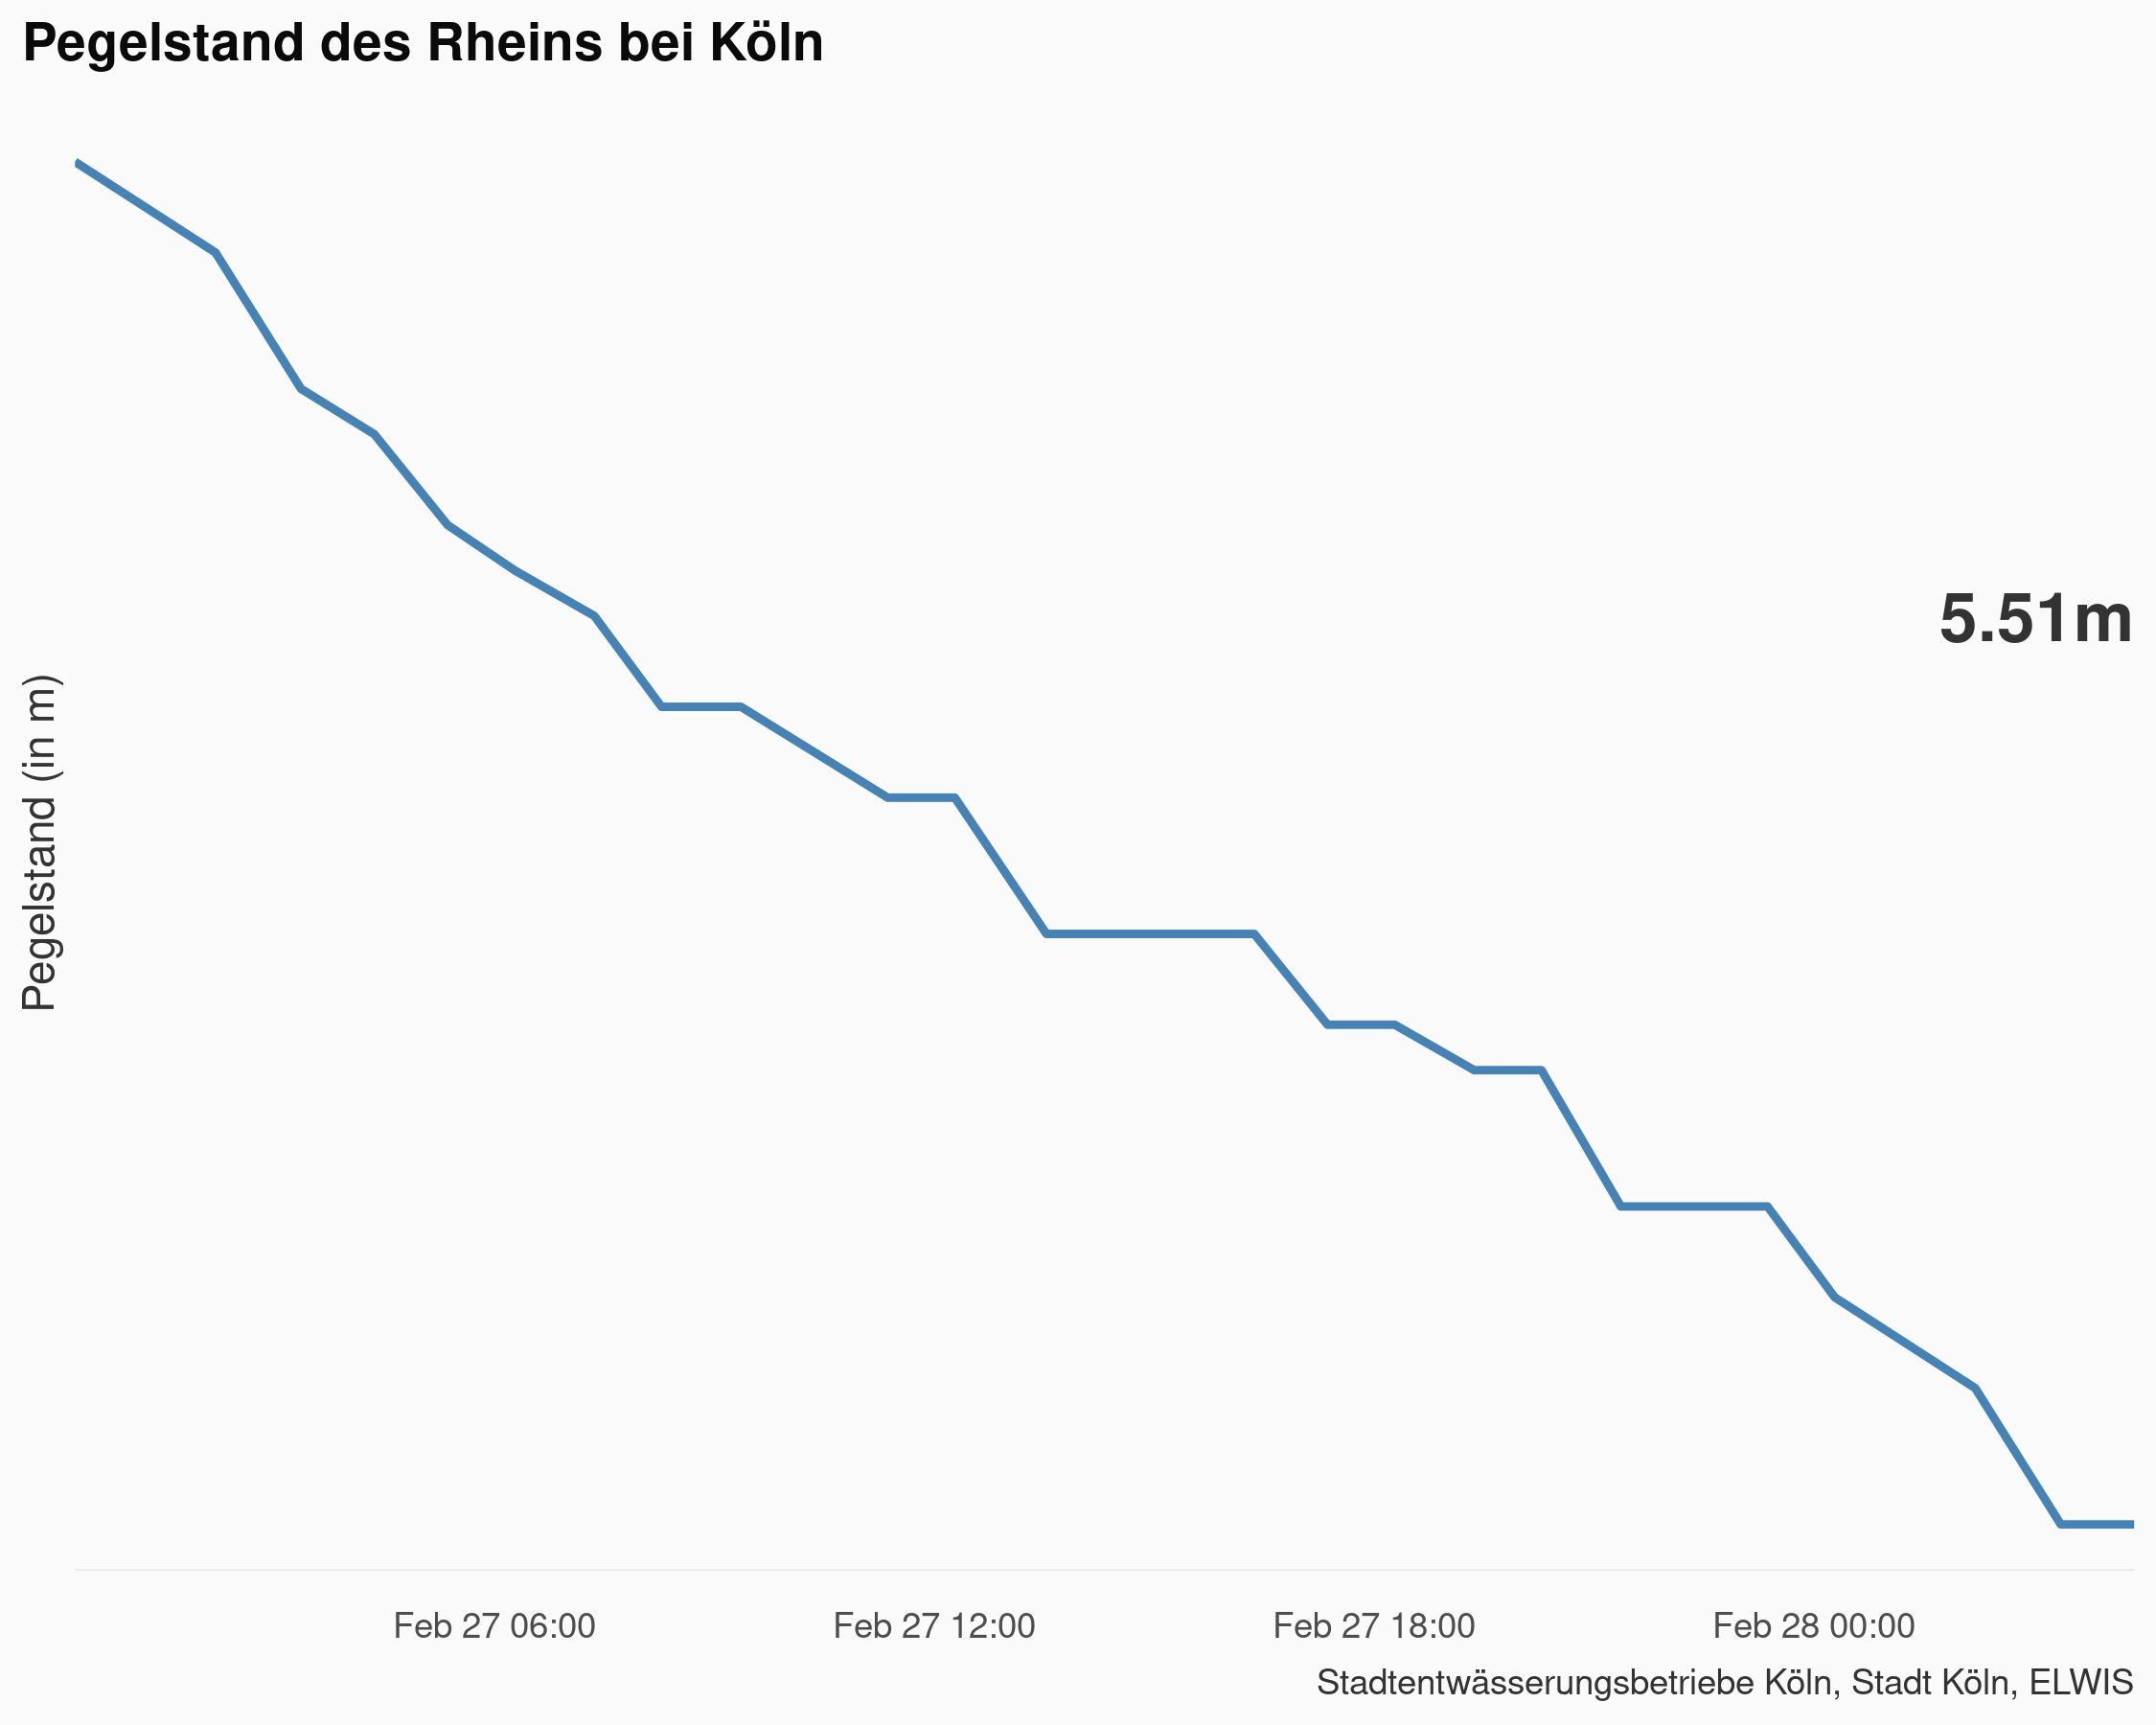 Pegelstand des Rheins bei Köln
5.51m
Pegelstand (in m)
Feb 27 06:00
Feb 27 12:00
Feb 27 18:00
Feb 28 00:00
Stadtentwässerungsbetriebe Köln, Stadt Köln, ELWIS